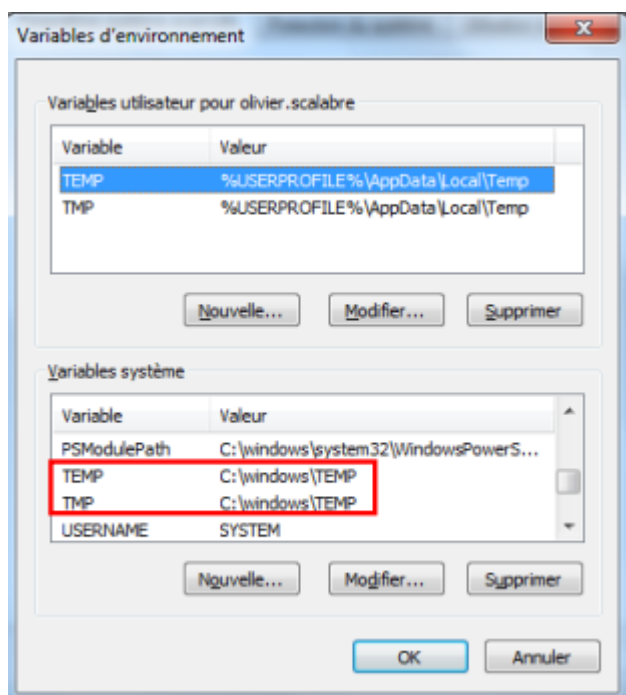 Variables d'environnement
Variables utilisateur pour olivier.scalabre
Variable Valeur
TEMP %USERPROFILE%\AppData\Local\Temp
TMP %USERPROFILE%\AppData\Local\Temp
Nouvelle... Modifier... Supprimer
Variables système
Variable Valeur
PSModulePath C:\windows\system32\WindowsPowerS...
TEMP C:\windows\TEMP
TMP C:\windows\TEMP
USERNAME SYSTEM
Nouvelle... Modifier... Supprimer
OK Annuler